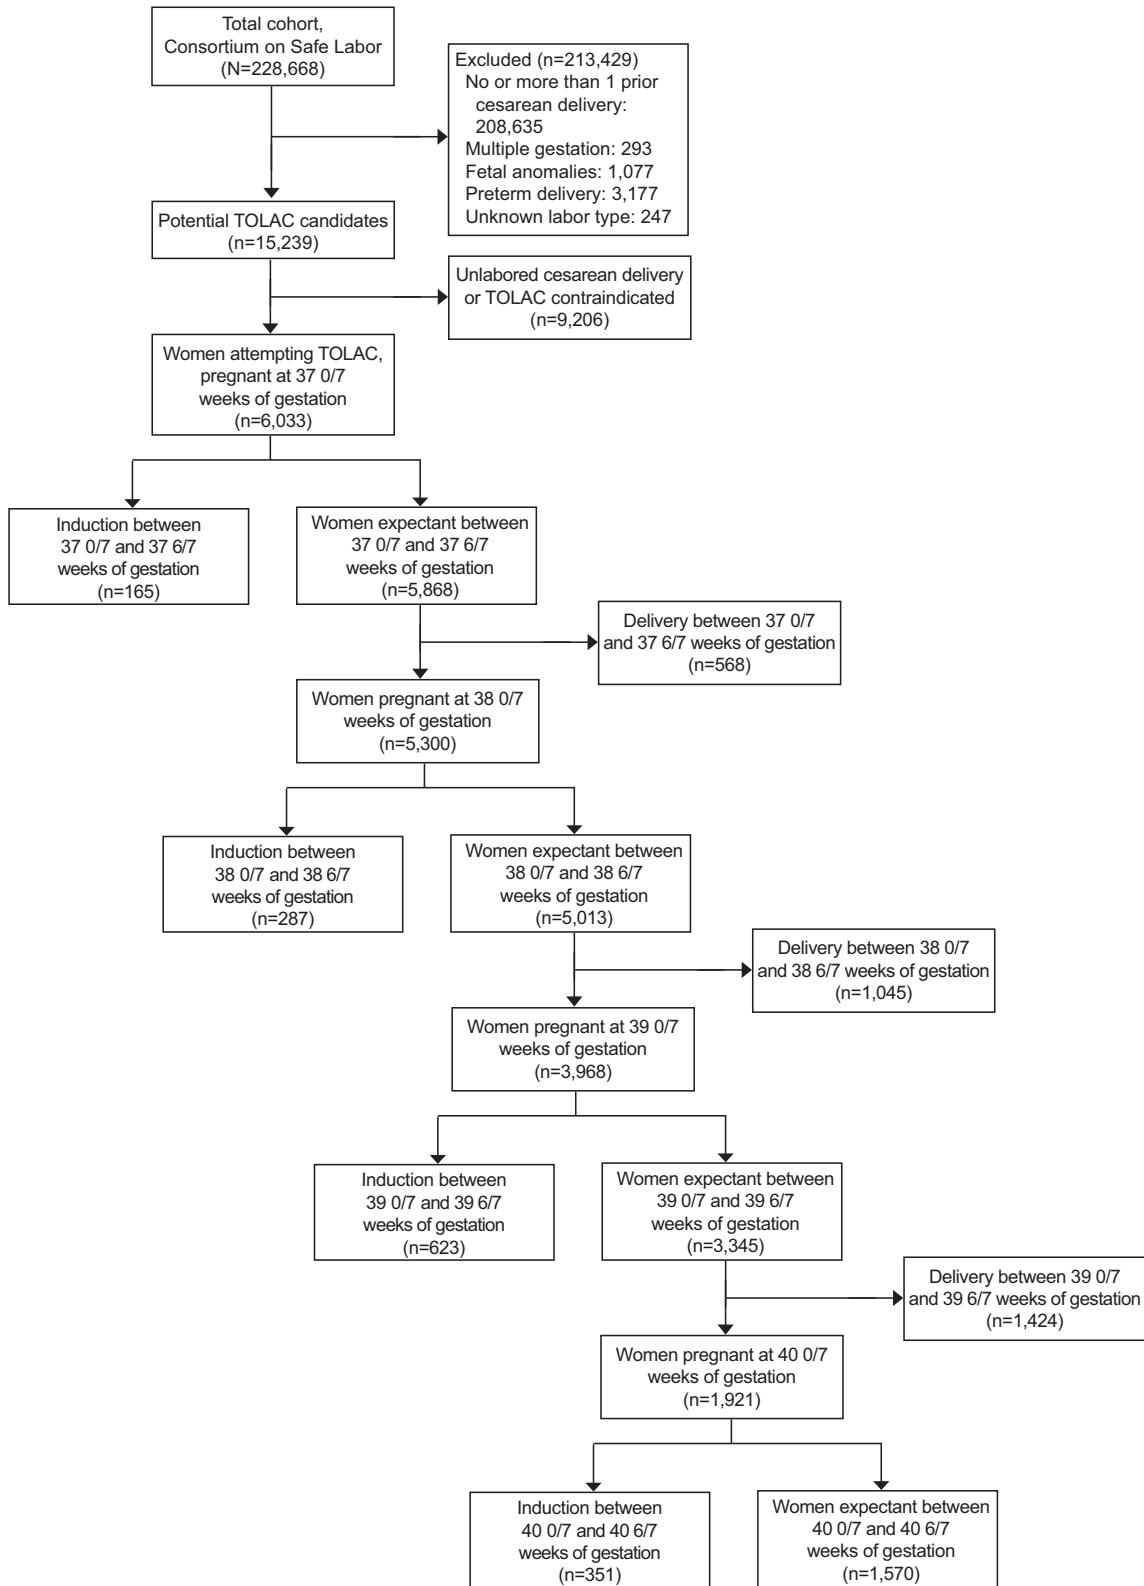 Total cohort,
Consortium on Safe Labor
(N=228,668)
Excluded (n=213,429)
No or more than 1 prior
cesarean delivery:
208,635
Multiple gestation: 293
Fetal anomalies: 1,077
Preterm delivery: 3,177
Unknown labor type: 247
Potential TOLAC candidates
(n=15,239)
Unlabored cesarean delivery
or TOLAC contraindicated
(n=9,206)
Women attempting TOLAC,
pregnant at 37 0/7
weeks of gestation
(n=6,033)
Induction between
37 0/7 and 37 6/7
weeks of gestation
(n=165)
Women expectant between
37 0/7 and 37 6/7
weeks of gestation
(n=5,868)
Delivery between 37 0/7
and 37 6/7 weeks of gestation
(n=568)
Women pregnant at 38 0/7
weeks of gestation
(n=5,300)
Induction between
38 0/7 and 38 6/7
weeks of gestation
(n=287)
Women expectant between
38 0/7 and 38 6/7
weeks of gestation
(n=5,013)
Delivery between 38 0/7
and 38 6/7 weeks of gestation
(n=1,045)
Women pregnant at 39 0/7
weeks of gestation
(n=3,968)
Induction between
39 0/7 and 39 6/7
weeks of gestation
(n=623)
Women expectant between
39 0/7 and 39 6/7
weeks of gestation
(n=3,345)
Delivery between 39 0/7
and 39 6/7 weeks of gestation
(n=1,424)
Women pregnant at 40 0/7
weeks of gestation
(n=1,921)
Induction between
40 0/7 and 40 6/7
weeks of gestation
(n=351)
Women expectant between
40 0/7 and 40 6/7
weeks of gestation
(n=1,570)